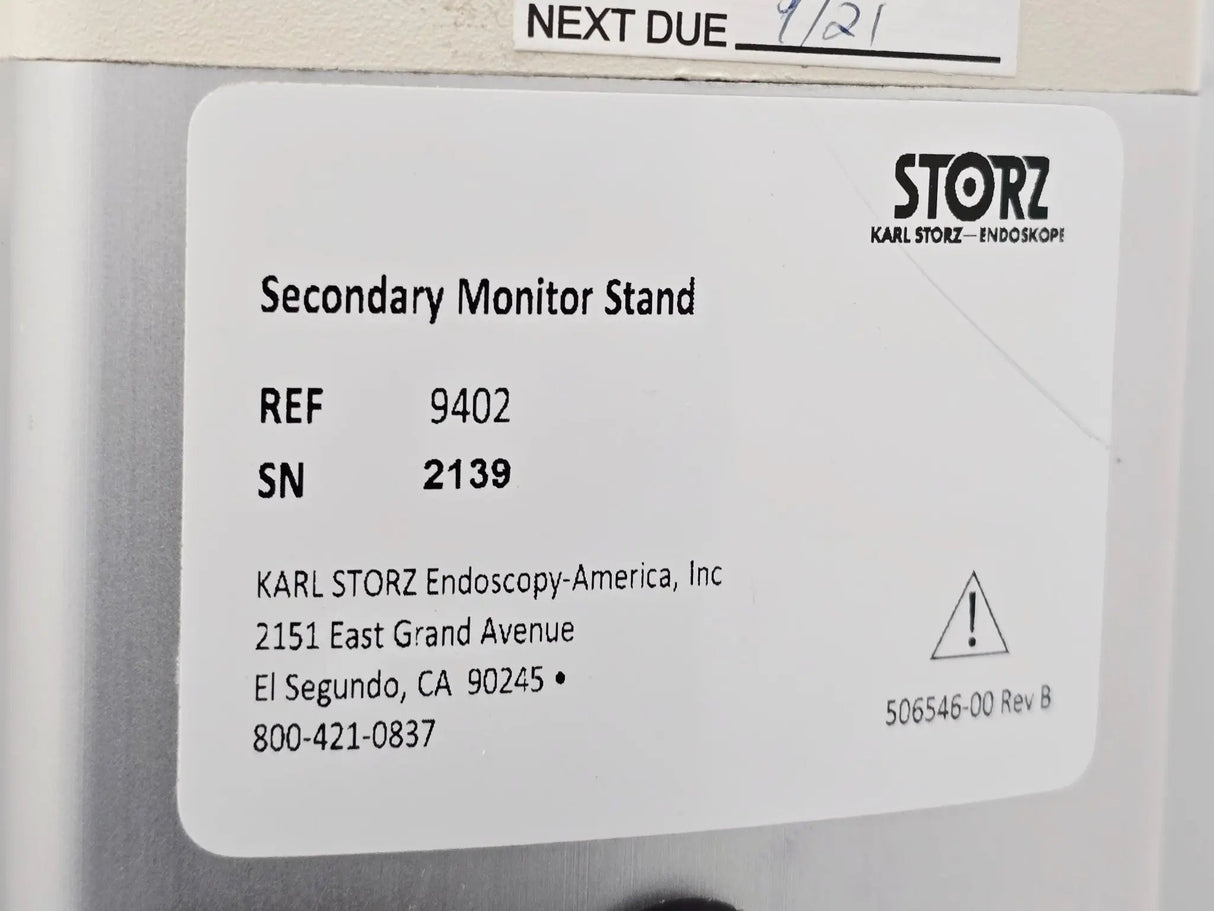 NEXT DUE 9/21
STORZ
KARL STORZ—ENDOSKOPE
Secondary Monitor Stand
REF 9402
SN 2139
KARL STORZ Endoscopy-America, Inc
2151 East Grand Avenue
El Segundo, CA 90245 •
800-421-0837
!
506546-00 Rev B